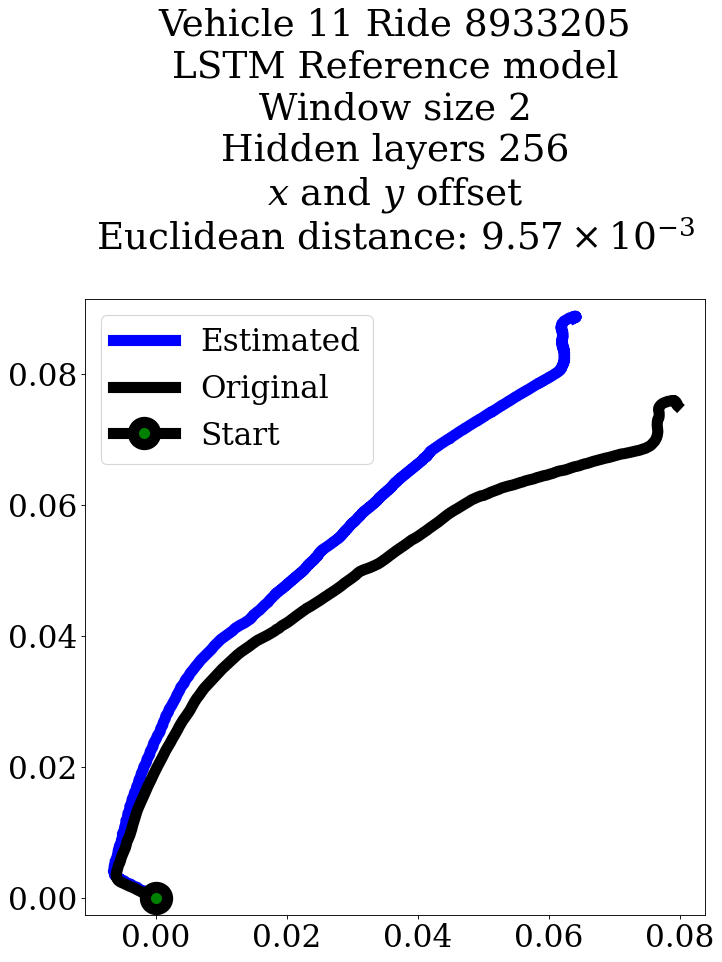 Vehicle 11 Ride 8933205
LSTM Reference model
Window size 2
Hidden layers 256
x and y offset
Euclidean distance: 9.57 × 10⁻³
Estimated
Original
Start
0.08
0.06
0.04
0.02
0.00
0.00 0.02 0.04 0.06 0.08